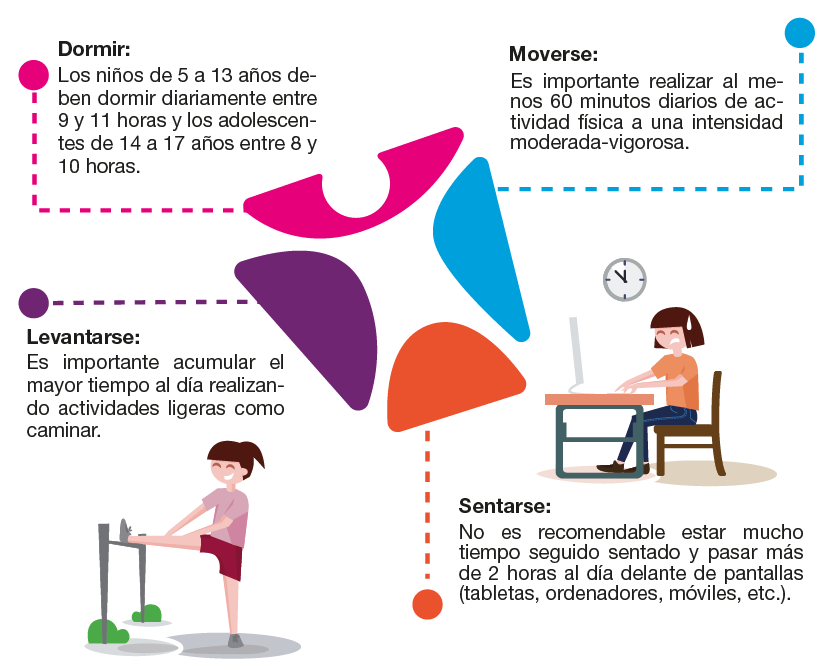 Dormir:
Los niños de 5 a 13 años de-
ben dormir diariamente entre
9 y 11 horas y los adolescen-
tes de 14 a 17 años entre 8 y
10 horas.
Moverse:
Es importante realizar al me-
nos 60 minutos diarios de ac-
tividad física a una intensidad
moderada-vigorosa.
Levantarse:
Es importante acumular el
mayor tiempo al día realizan-
do actividades ligeras como
caminar.
Sentarse:
No es recomendable estar mucho
tiempo seguido sentado y pasar más
de 2 horas al día delante de pantallas
(tabletas, ordenadores, móviles, etc.).